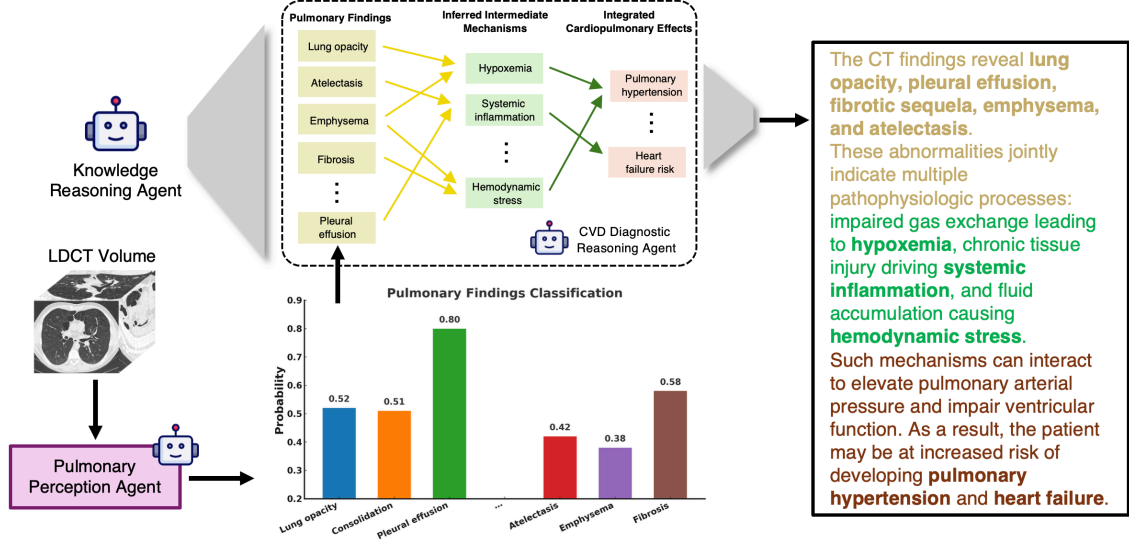 Pulmonary Findings
Lung opacity
Atelectasis
Emphysema
Fibrosis
Pleural
effusion
Inferred Intermediate
Mechanisms
Hypoxemia
Systemic
inflammation
Hemodynamic
stress
Integrated
Cardiopulmonary Effects
Pulmonary
hypertension
Heart
failure risk
CVD Diagnostic
Reasoning Agent
Knowledge
Reasoning Agent
LDCT Volume
Pulmonary
Perception Agent
Pulmonary Findings Classification
Probability
0.9
0.8
0.7
0.6
0.5
0.4
0.3
0.2
0.52
0.51
0.80
0.42
0.38
0.58
Lung opacity
Consolidation
Pleural effusion
...
Atelectasis
Emphysema
Fibrosis
The CT findings reveal lung
opacity, pleural effusion,
fibrotic sequela, emphysema,
and atelectasis.
These abnormalities jointly
indicate multiple
pathophysiologic processes:
impaired gas exchange leading
to hypoxemia, chronic tissue
injury driving systemic
inflammation, and fluid
accumulation causing
hemodynamic stress.
Such mechanisms can interact
to elevate pulmonary arterial
pressure and impair ventricular
function. As a result, the patient
may be at increased risk of
developing pulmonary
hypertension and heart failure.